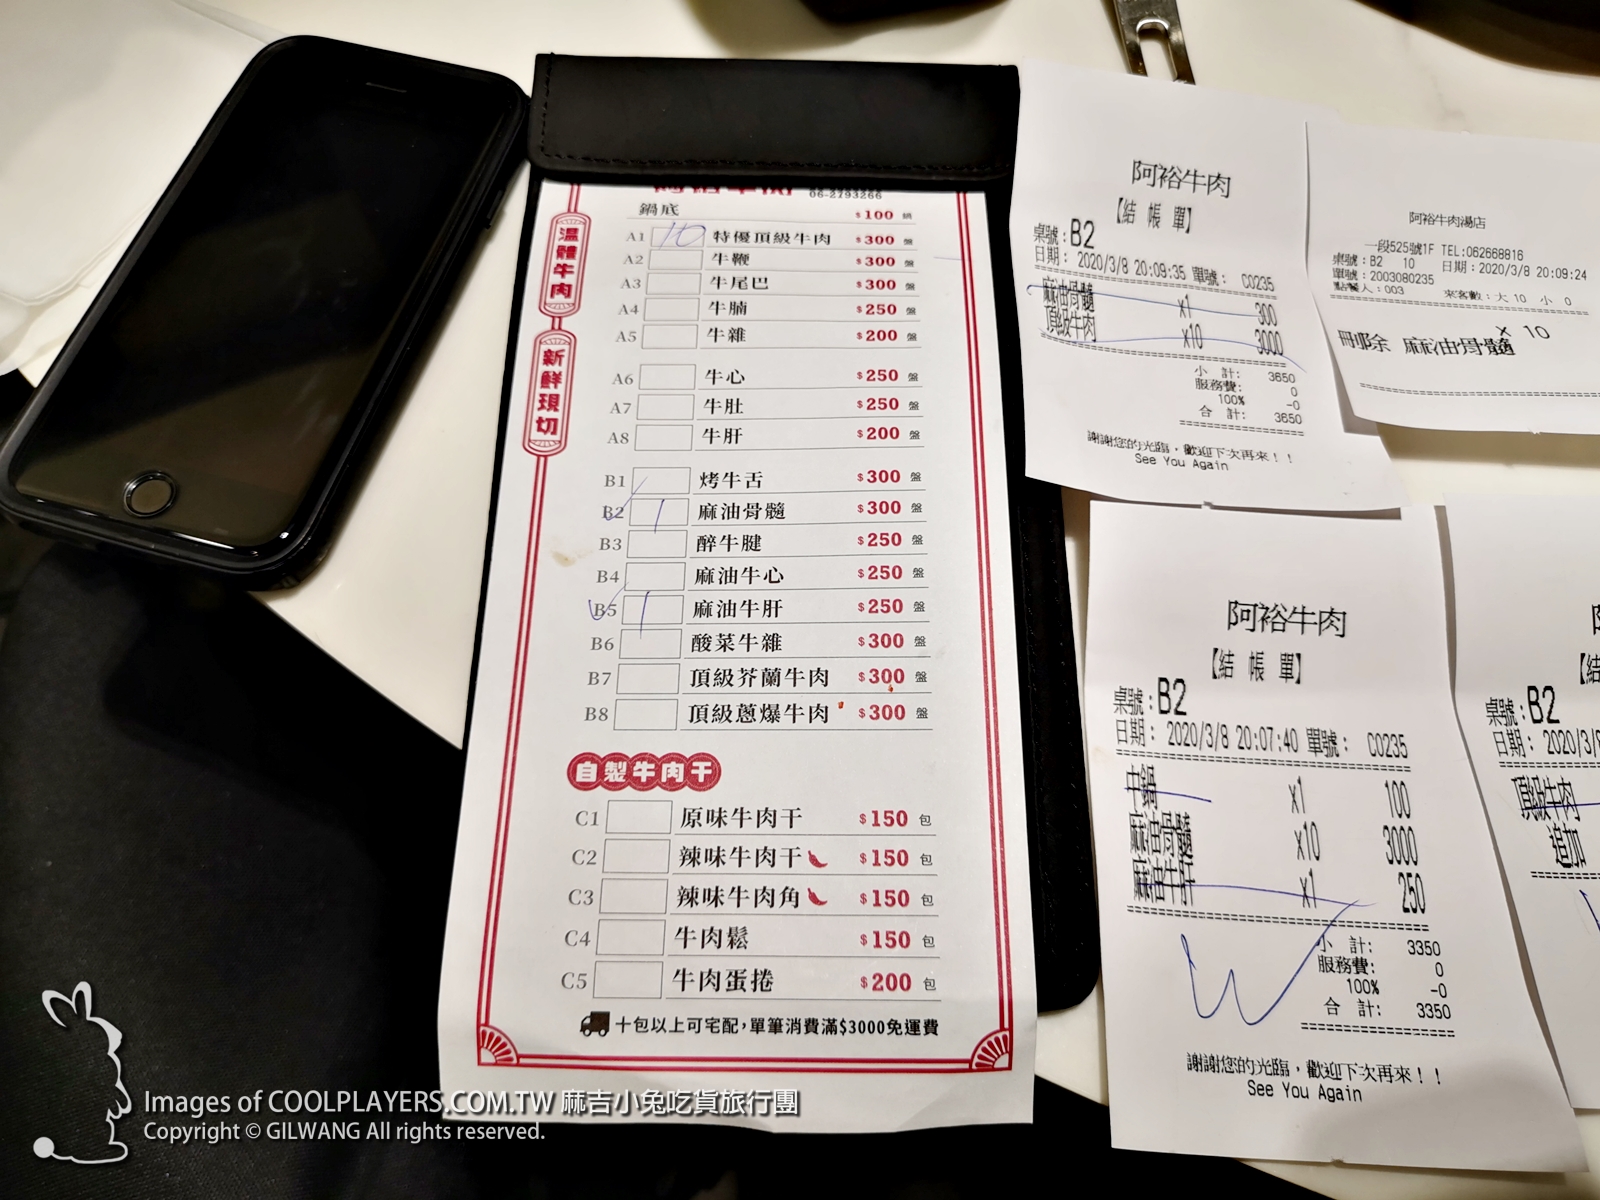 06-2793266
鍋底 $100 鍋
A1 10 特優頂級牛肉 $300 盤
A2 牛鞭 $300 盤
A3 牛尾巴 $300 盤
A4 牛腩 $250 盤
A5 牛雜 $200 盤
A6 牛心 $250 盤
A7 牛肚 $250 盤
A8 牛肝 $200 盤
溫體牛肉
新鮮現切
B1 烤牛舌 $300 盤
B2 1 麻油骨髓 $300 盤
B3 醉牛腱 $250 盤
B4 麻油牛心 $250 盤
B5 1 麻油牛肝 $250 盤
B6 酸菜牛雜 $300 盤
B7 頂級芥蘭牛肉 $300 盤
B8 頂級蔥爆牛肉 $300 盤
自製牛肉干
C1 原味牛肉干 $150 包
C2 辣味牛肉干 $150 包
C3 辣味牛肉角 $150 包
C4 牛肉鬆 $150 包
C5 牛肉蛋捲 $200 包
十包以上可宅配,單筆消費滿$3000免運費
阿裕牛肉
【結 帳 單】
桌號:B2
日期: 2020/3/8 20:09:35 單號: C0235
麻油骨髓 x1 300
頂級牛肉 x10 3000
小 計: 3650
服務費: 0
100% -0
合 計: 3650
謝謝您的光臨,歡迎下次再來!!
See You Again
阿裕牛肉湯店
一段525號1F TEL:062668816
桌號:B2 10 日期:2020/3/8 20:09:24
單號:2003080235
點餐人:003 來客數:大 10 小 0
刪除 麻油骨髓 x 10
阿裕牛肉
【結 帳 單】
桌號:B2
日期: 2020/3/8 20:07:40 單號: C0235
中鍋 x1 100
麻油骨髓 x10 3000
麻油牛肝 x1 250
小 計: 3350
服務費: 0
100% -0
合 計: 3350
謝謝您的光臨,歡迎下次再來!!
See You Again
桌號:B2
日期: 2020/3/
頂級牛肉
追加
Images of COOLPLAYERS.COM.TW 麻吉小兔吃貨旅行團
Copyright © GILWANG All rights reserved.